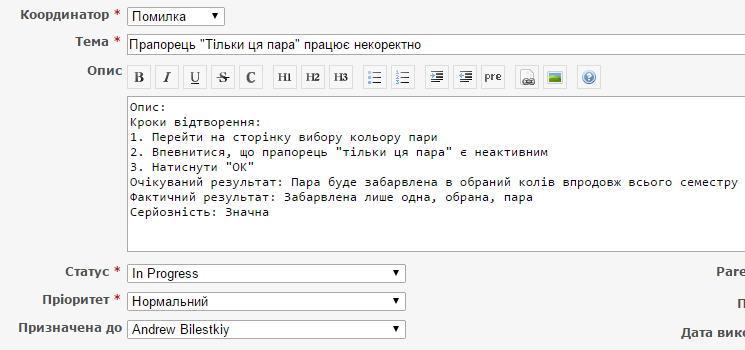 Координатор * Помилка
Тема * Прапорець "Тільки ця пара" працює некоректно
Опис B I U S C H1 H2 H3 pre
Опис:
Кроки відтворення:
1. Перейти на сторінку вибору кольору пари
2. Впевнитися, що прапорець "тільки ця пара" є неактивним
3. Натиснути "OK"
Очікуваний результат: Пара буде забарвлена в обраний колів впродовж всього семестру
Фактичний результат: Забарвлена лише одна, обрана, пара
Серйозність: Значна
Статус * In Progress
Pare
Пріоритет * Нормальний
П
Призначена до Andrew Bilestkiy
Дата вико